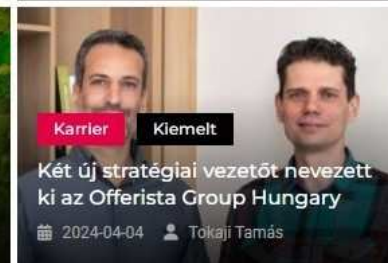 Karrier Kiemelt
Két új stratégiai vezetőt nevezett
ki az Offerista Group Hungary
2024-04-04 Tokaji Tamás